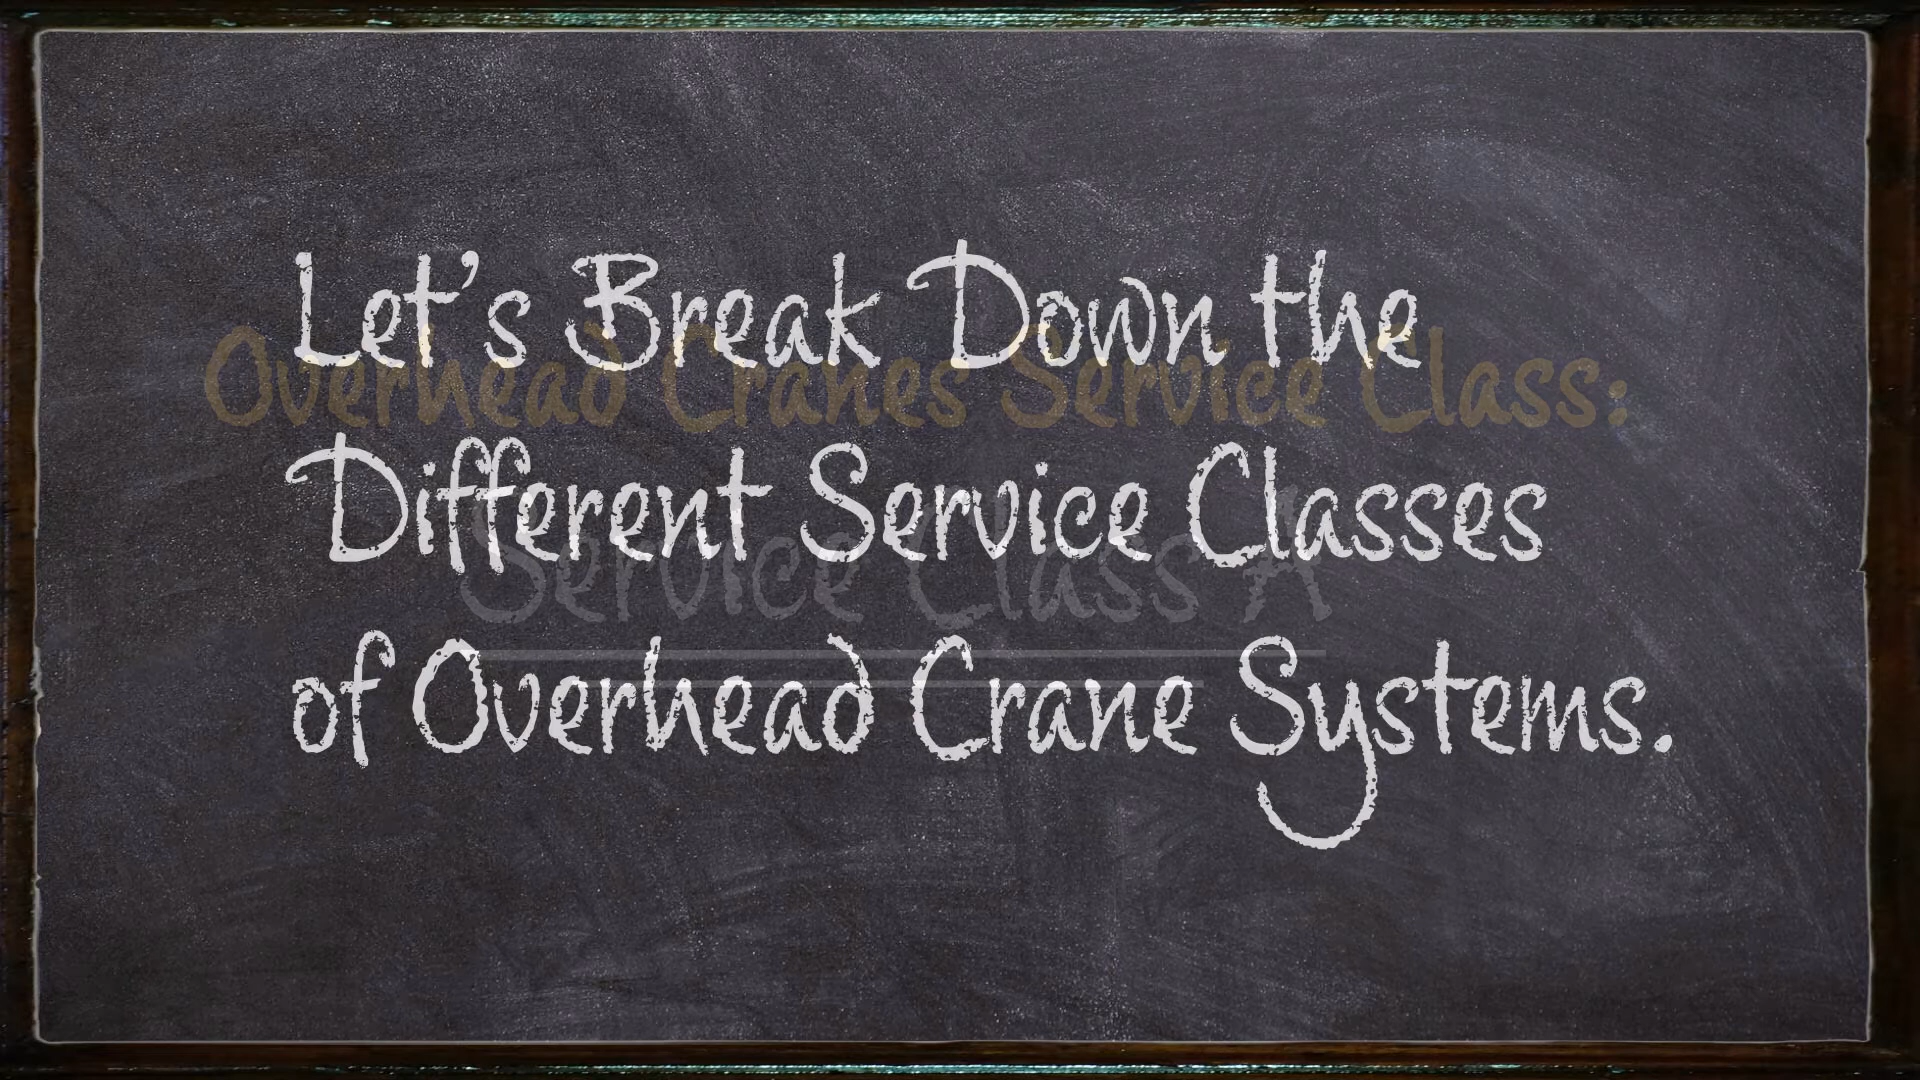 Let's Break Down the
Overhead Cranes Service Class:
Different Service Classes
Service Class A
of Overhead Crane Systems.